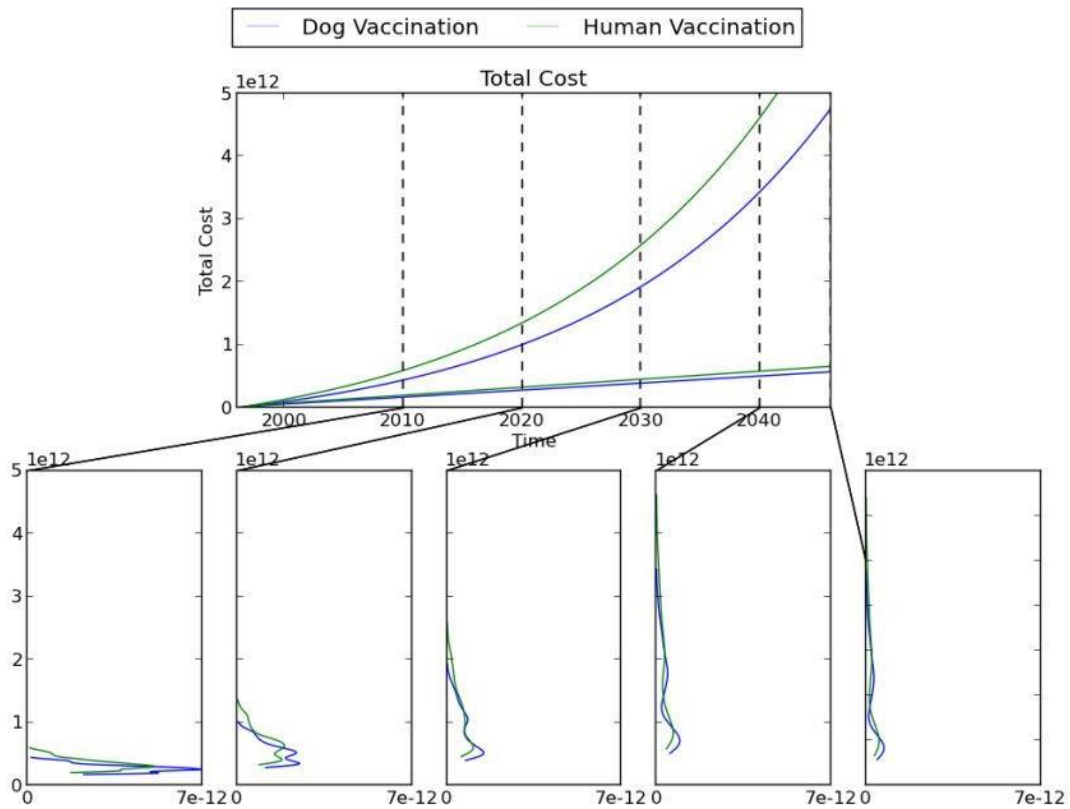 Dog Vaccination Human Vaccination
Total Cost
1e12
5
4
3
2
1
0
Total Cost
2000 2010 2020 2030 2040
Time
1e12 1e12 1e12 1e12 1e12
5
4
3
2
1
0
0 7e-12 0 7e-12 0 7e-12 0 7e-12 0 7e-12